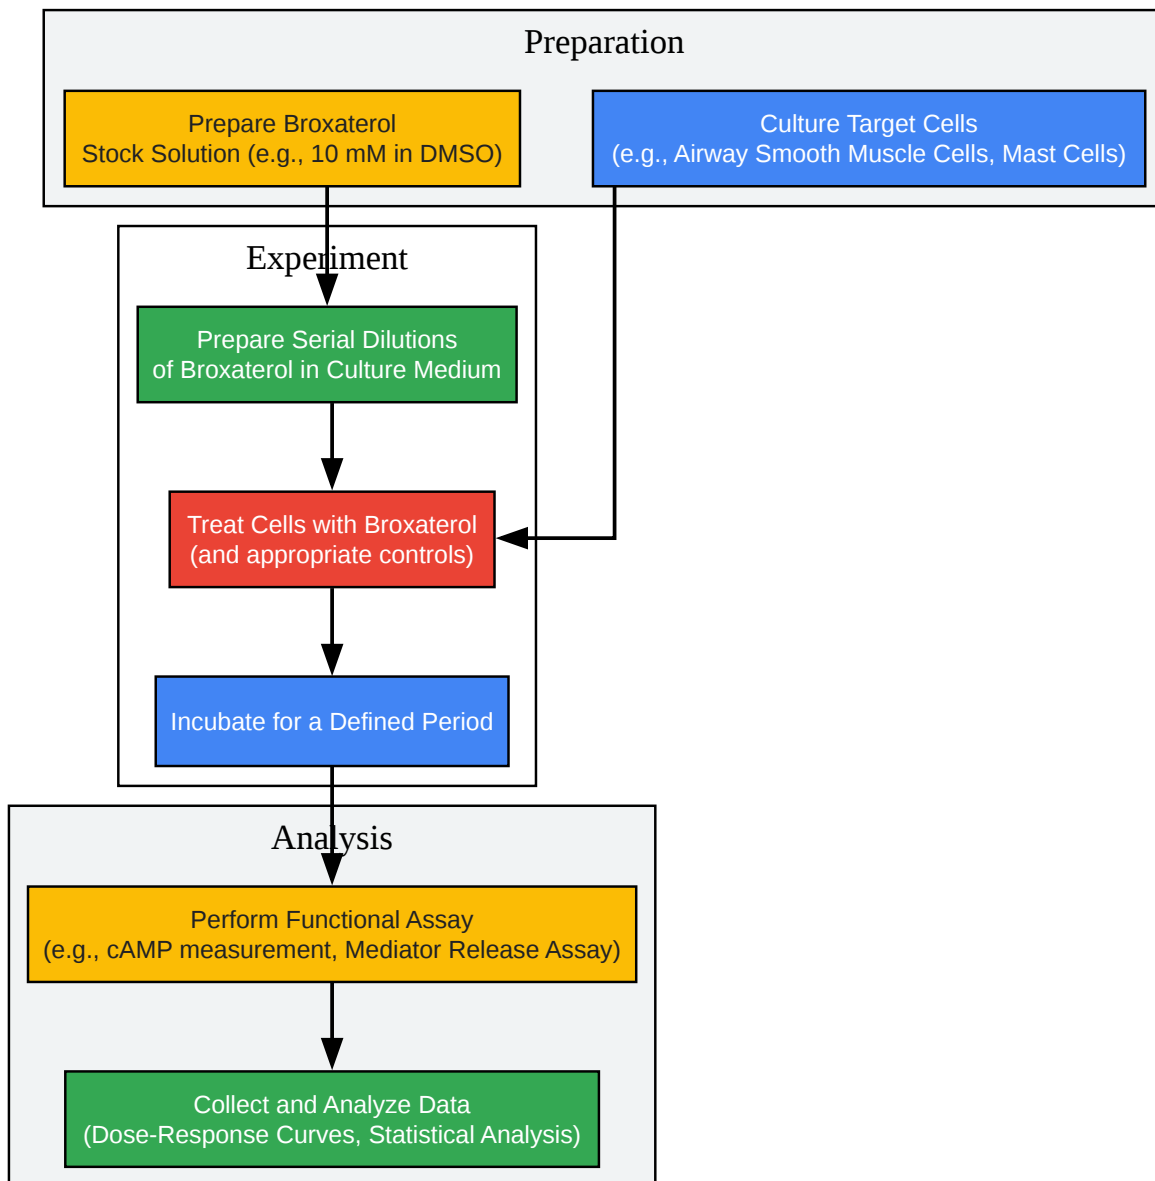 Preparation
Prepare Broxaterol
Stock Solution (e.g., 10 mM in DMSO)
Culture Target Cells
(e.g., Airway Smooth Muscle Cells, Mast Cells)
Experiment
Prepare Serial Dilutions
of Broxaterol in Culture Medium
Treat Cells with Broxaterol
(and appropriate controls)
Incubate for a Defined Period
Analysis
Perform Functional Assay
(e.g., cAMP measurement, Mediator Release Assay)
Collect and Analyze Data
(Dose-Response Curves, Statistical Analysis)